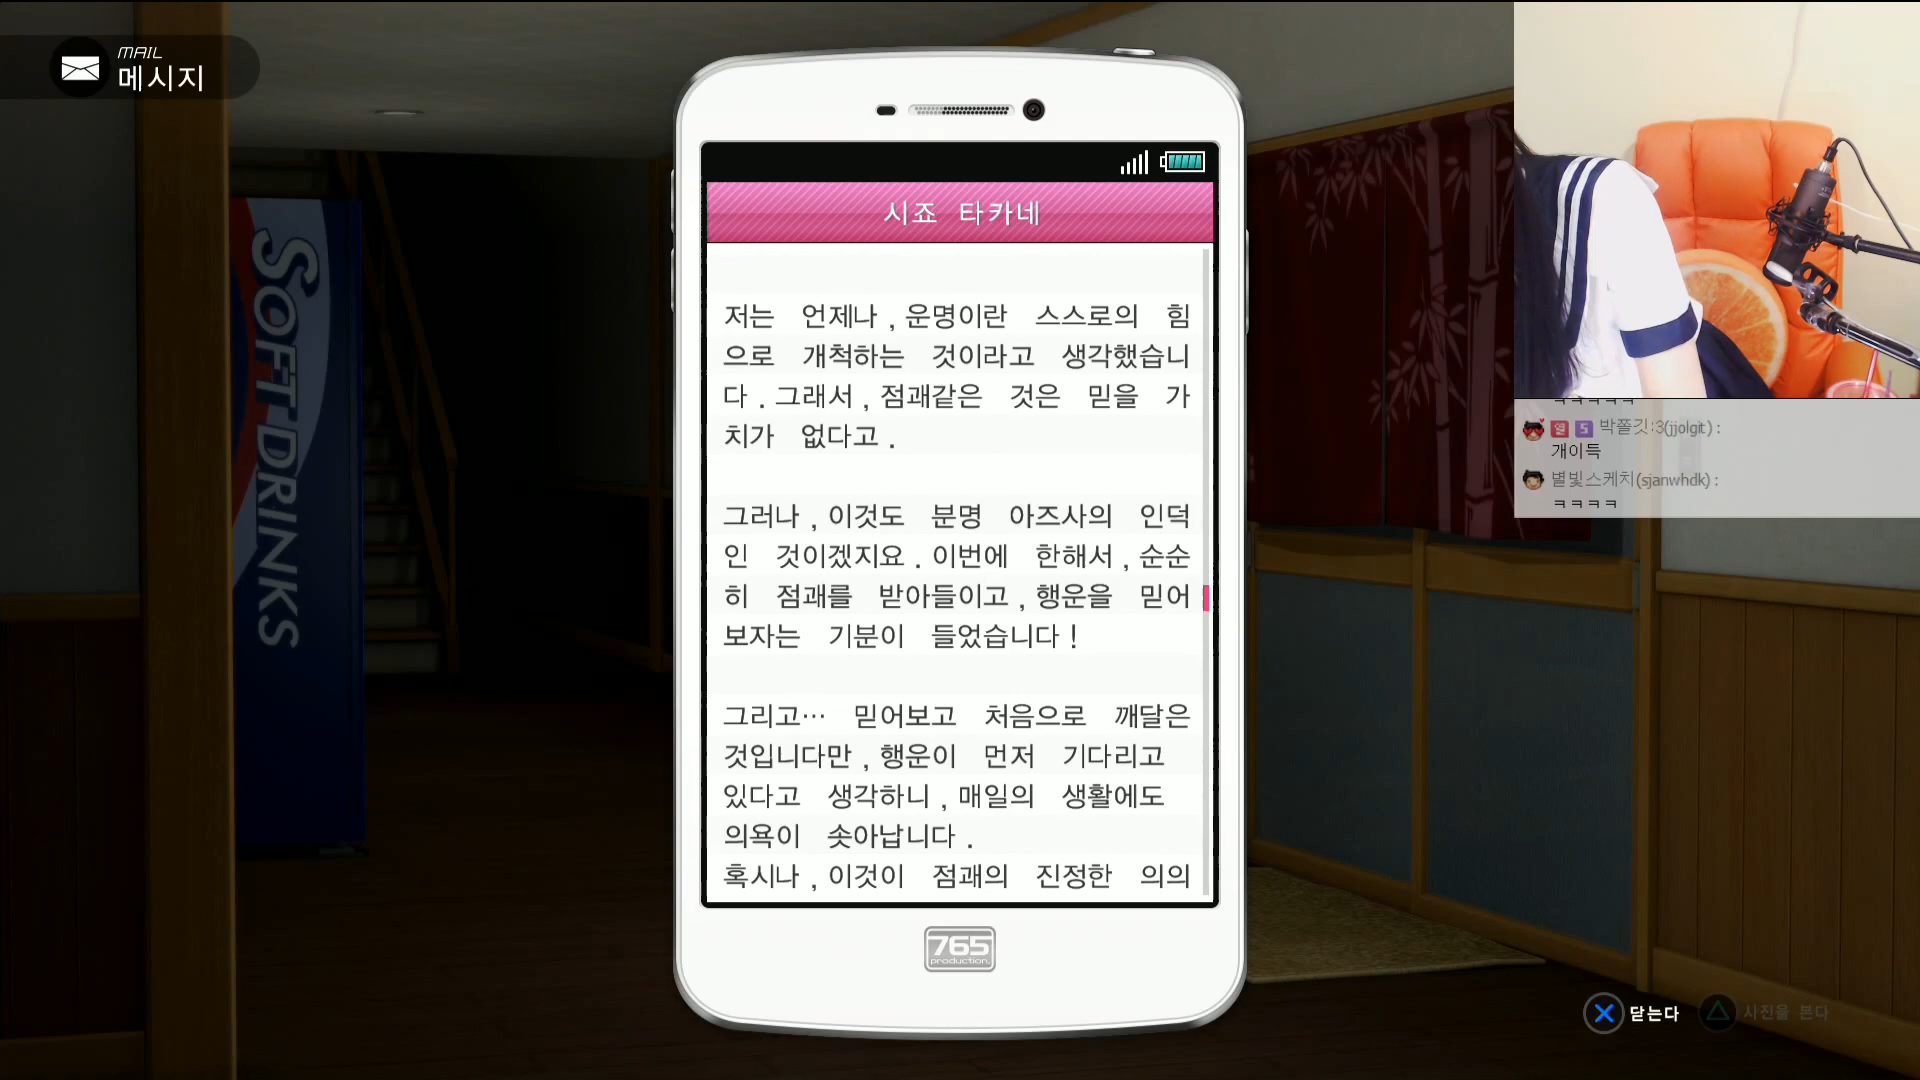 MAIL
메시지
시죠 타카네
저는 언제나, 운명이란 스스로의 힘
으로 개척하는 것이라고 생각했습니
다. 그래서, 점괘같은 것은 믿을 가
치가 없다고.
그러나, 이것도 분명 아즈사의 인덕
인 것이겠지요. 이번에 한해서, 순순
히 점괘를 받아들이고, 행운을 믿어
보자는 기분이 들었습니다!
그리고… 믿어보고 처음으로 깨달은
것입니다만, 행운이 먼저 기다리고
있다고 생각하니, 매일의 생활에도
의욕이 솟아납니다.
혹시나, 이것이 점괘의 진정한 의의
765
production.
SOFT DRINKS
ㅋㅋㅋㅋㅋ
열 5 박쫄깃:3(jjolgit) :
개이득
별빛스케치(sjanwhdk) :
ㅋㅋㅋㅋ
닫는다
사진을 본다